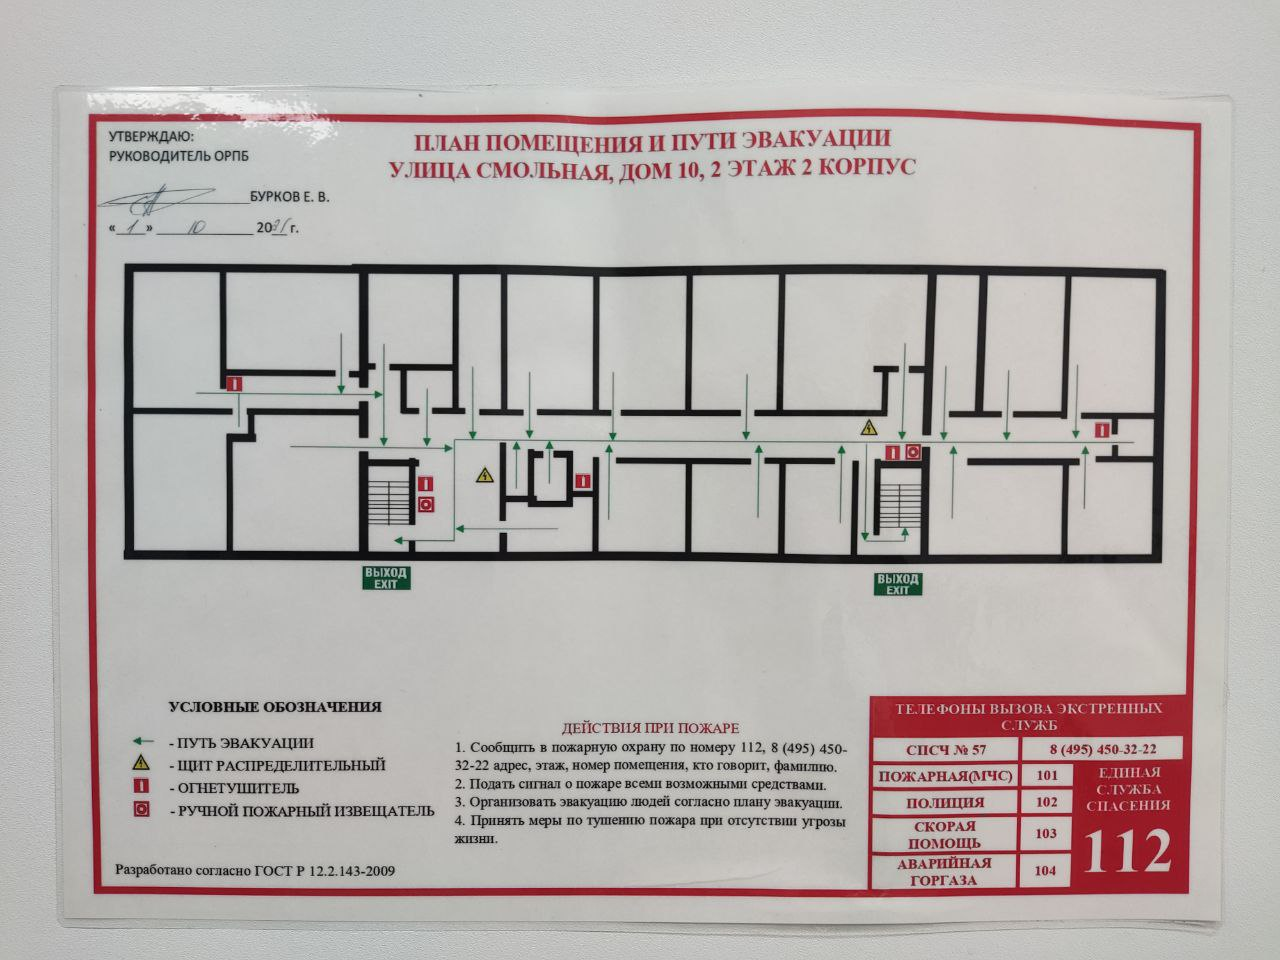 УТВЕРЖДАЮ:
РУКОВОДИТЕЛЬ ОРПБ
БУРКОВ Е. В.
«1» 10 20 г.
ПЛАН ПОМЕЩЕНИЯ И ПУТИ ЭВАКУАЦИИ
УЛИЦА СМОЛЬНАЯ, ДОМ 10, 2 ЭТАЖ 2 КОРПУС
ВЫХОД
EXIT
ВЫХОД
EXIT
УСЛОВНЫЕ ОБОЗНАЧЕНИЯ
- ПУТЬ ЭВАКУАЦИИ
- ЩИТ РАСПРЕДЕЛИТЕЛЬНЫЙ
- ОГНЕТУШИТЕЛЬ
- РУЧНОЙ ПОЖАРНЫЙ ИЗВЕЩАТЕЛЬ
Разработано согласно ГОСТ Р 12.2.143-2009
ДЕЙСТВИЯ ПРИ ПОЖАРЕ
1. Сообщить в пожарную охрану по номеру 112, 8 (495) 450-
32-22 адрес, этаж, номер помещения, кто говорит, фамилию.
2. Подать сигнал о пожаре всеми возможными средствами.
3. Организовать эвакуацию людей согласно плану эвакуации.
4. Принять меры по тушению пожара при отсутствии угрозы
жизни.
ТЕЛЕФОНЫ ВЫЗОВА ЭКСТРЕННЫХ
СЛУЖБ
СПСЧ № 57 8 (495) 450-32-22
ПОЖАРНАЯ(МЧС) 101
ПОЛИЦИЯ 102
СКОРАЯ
ПОМОЩЬ 103
АВАРИЙНАЯ
ГОРГАЗА 104
ЕДИНАЯ
СЛУЖБА
СПАСЕНИЯ
112